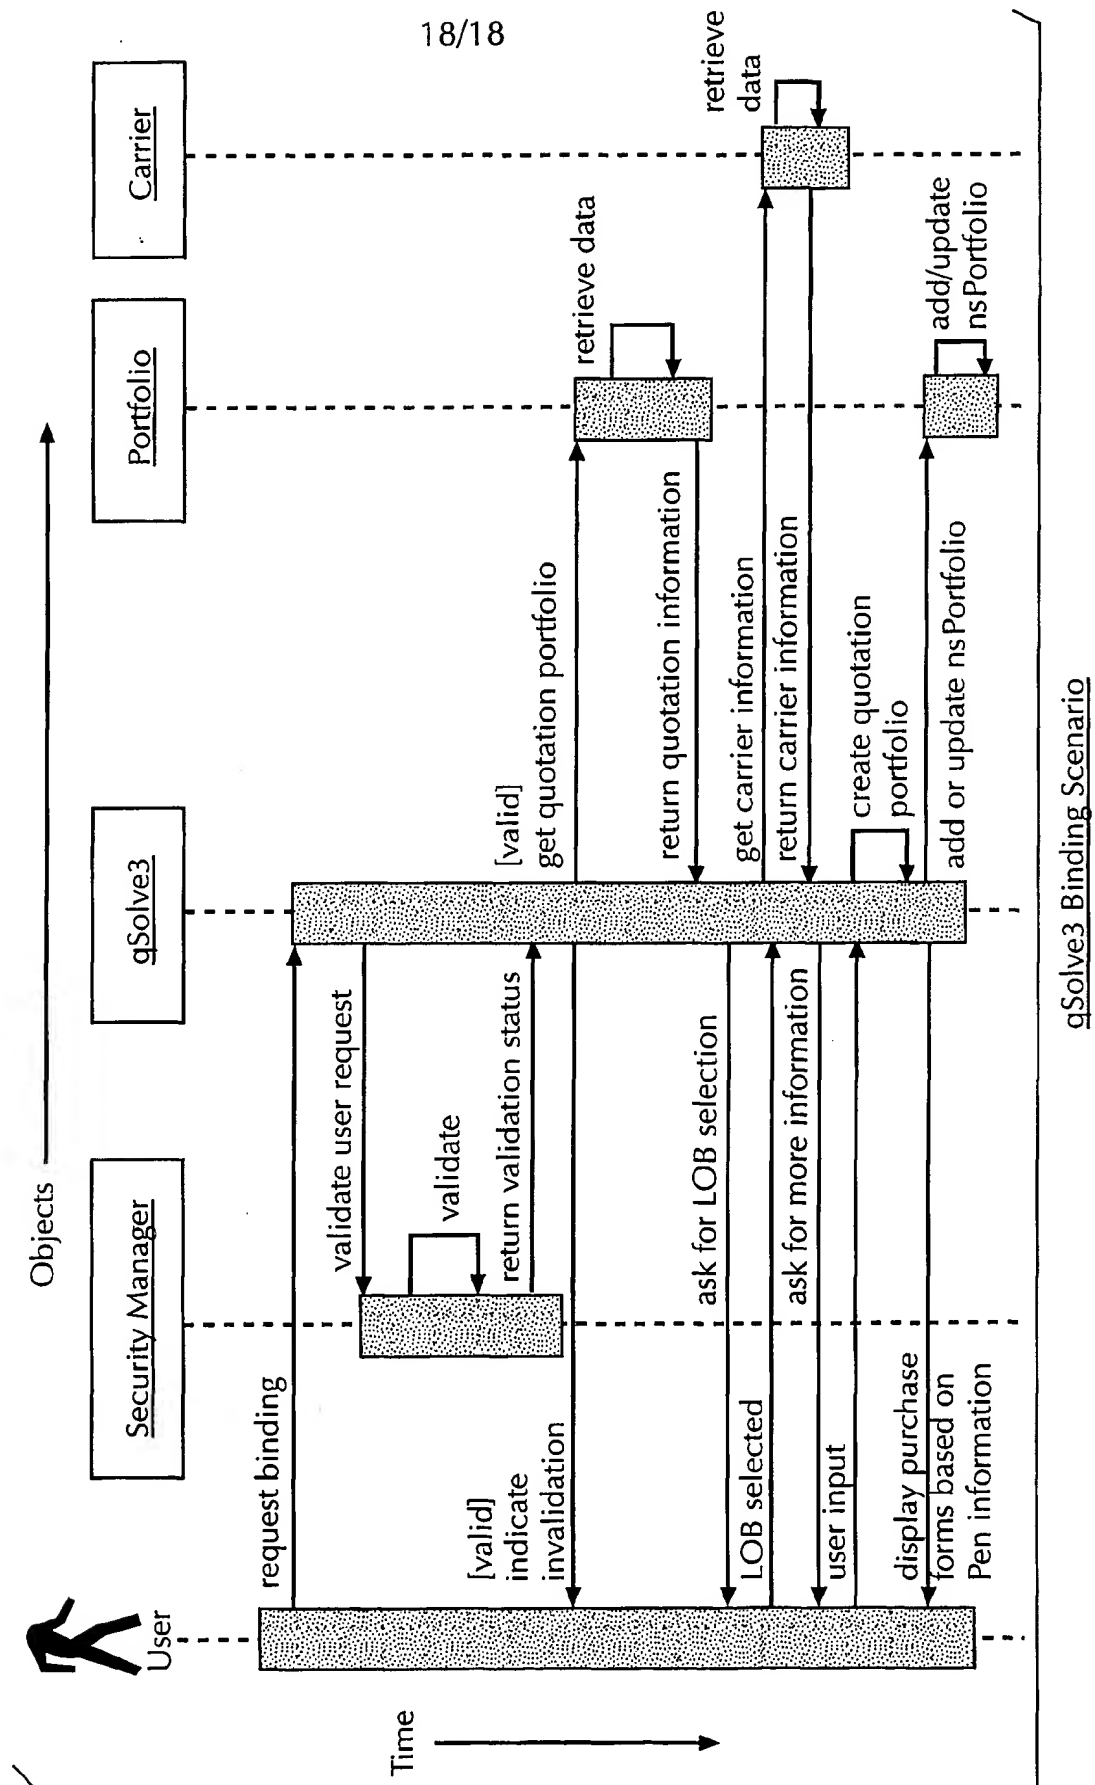 18/18
Objects
Time
User
Security Manager
qSolve3
Portfolio
Carrier
request binding
validate user request
validate
return validation status
[valid]
indicate
invalidation
[valid]
get quotation portfolio
retrieve data
return quotation information
ask for LOB selection
LOB selected
get carrier information
retrieve
data
return carrier information
ask for more information
user input
create quotation
portfolio
add or update nsPortfolio
add/update
nsPortfolio
display purchase
forms based on
Pen information
qSolve3 Binding Scenario